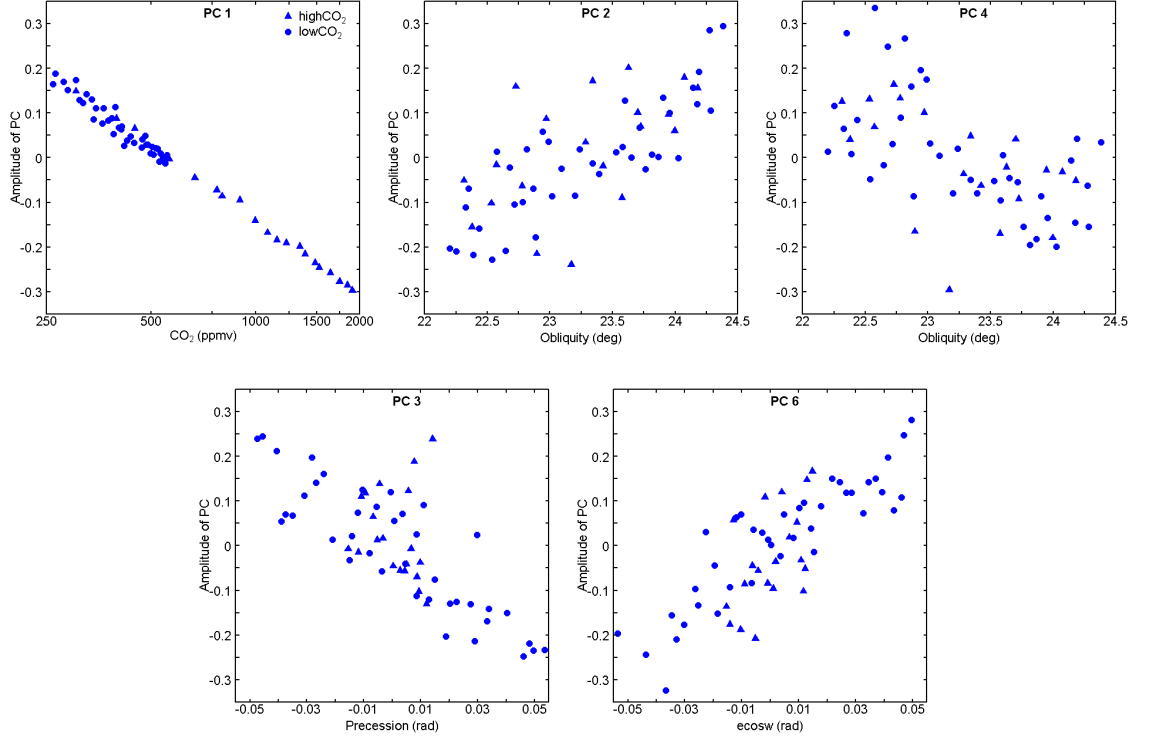 PC 1
highCO2
lowCO2
0.3
0.2
0.1
0
-0.1
-0.2
-0.3
Amplitude of PC
250 500 1000 1500 2000
CO2 (ppmv)
PC 2
0.3
0.2
0.1
0
-0.1
-0.2
-0.3
Amplitude of PC
22 22.5 23 23.5 24 24.5
Obliquity (deg)
PC 4
0.3
0.2
0.1
0
-0.1
-0.2
-0.3
Amplitude of PC
22 22.5 23 23.5 24 24.5
Obliquity (deg)
PC 3
0.3
0.2
0.1
0
-0.1
-0.2
-0.3
Amplitude of PC
-0.05 -0.03 -0.01 0.01 0.03 0.05
Precession (rad)
PC 6
0.3
0.2
0.1
0
-0.1
-0.2
-0.3
Amplitude of PC
-0.05 -0.03 -0.01 0.01 0.03 0.05
ecosw (rad)